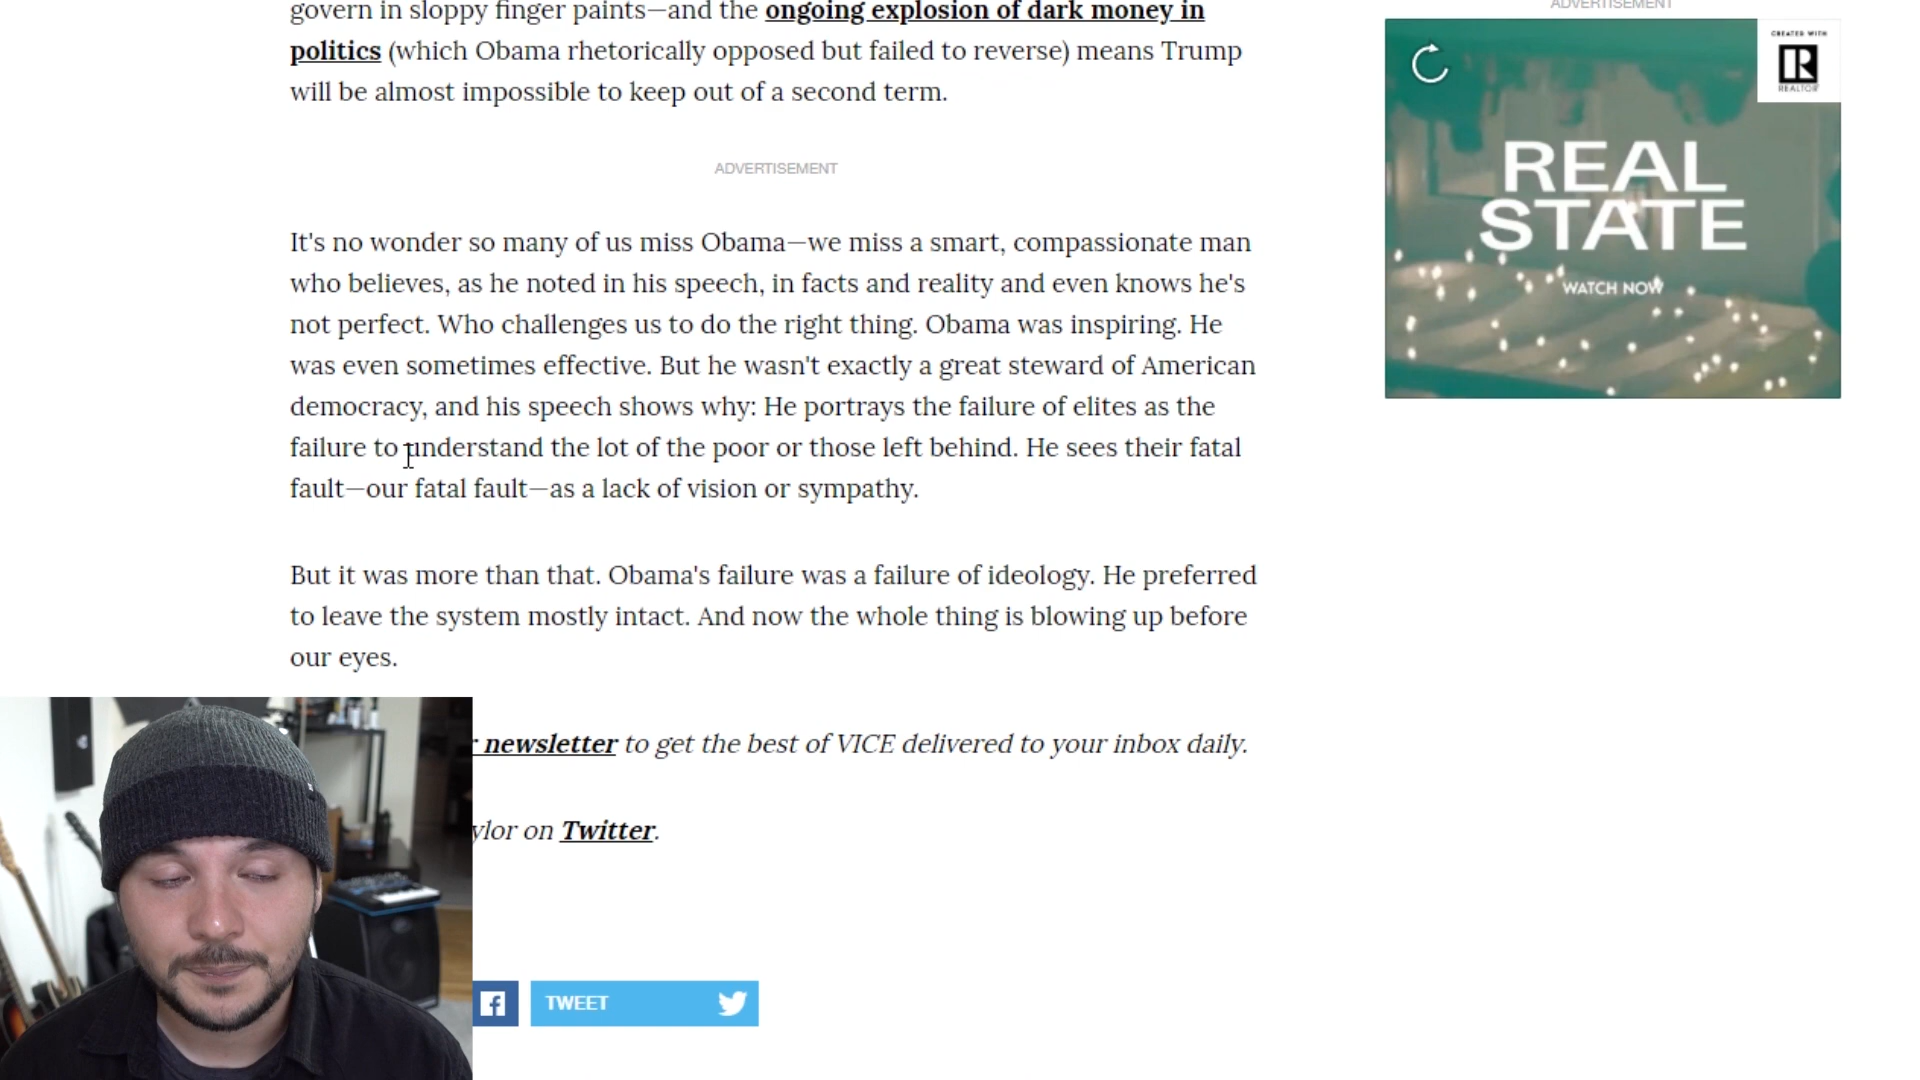 govern in sloppy finger paints—and the ongoing explosion of dark money in
politics (which Obama rhetorically opposed but failed to reverse) means Trump
will be almost impossible to keep out of a second term.
ADVERTISEMENT
It's no wonder so many of us miss Obama—we miss a smart, compassionate man
who believes, as he noted in his speech, in facts and reality and even knows he's
not perfect. Who challenges us to do the right thing. Obama was inspiring. He
was even sometimes effective. But he wasn't exactly a great steward of American
democracy, and his speech shows why: He portrays the failure of elites as the
failure to understand the lot of the poor or those left behind. He sees their fatal
fault—our fatal fault—as a lack of vision or sympathy.
But it was more than that. Obama's failure was a failure of ideology. He preferred
to leave the system mostly intact. And now the whole thing is blowing up before
our eyes.
newsletter to get the best of VICE delivered to your inbox daily.
ylor on Twitter.
TWEET
ADVERTISEMENT
CREATED WITH
REALTOR
REAL
STATE
WATCH NOW